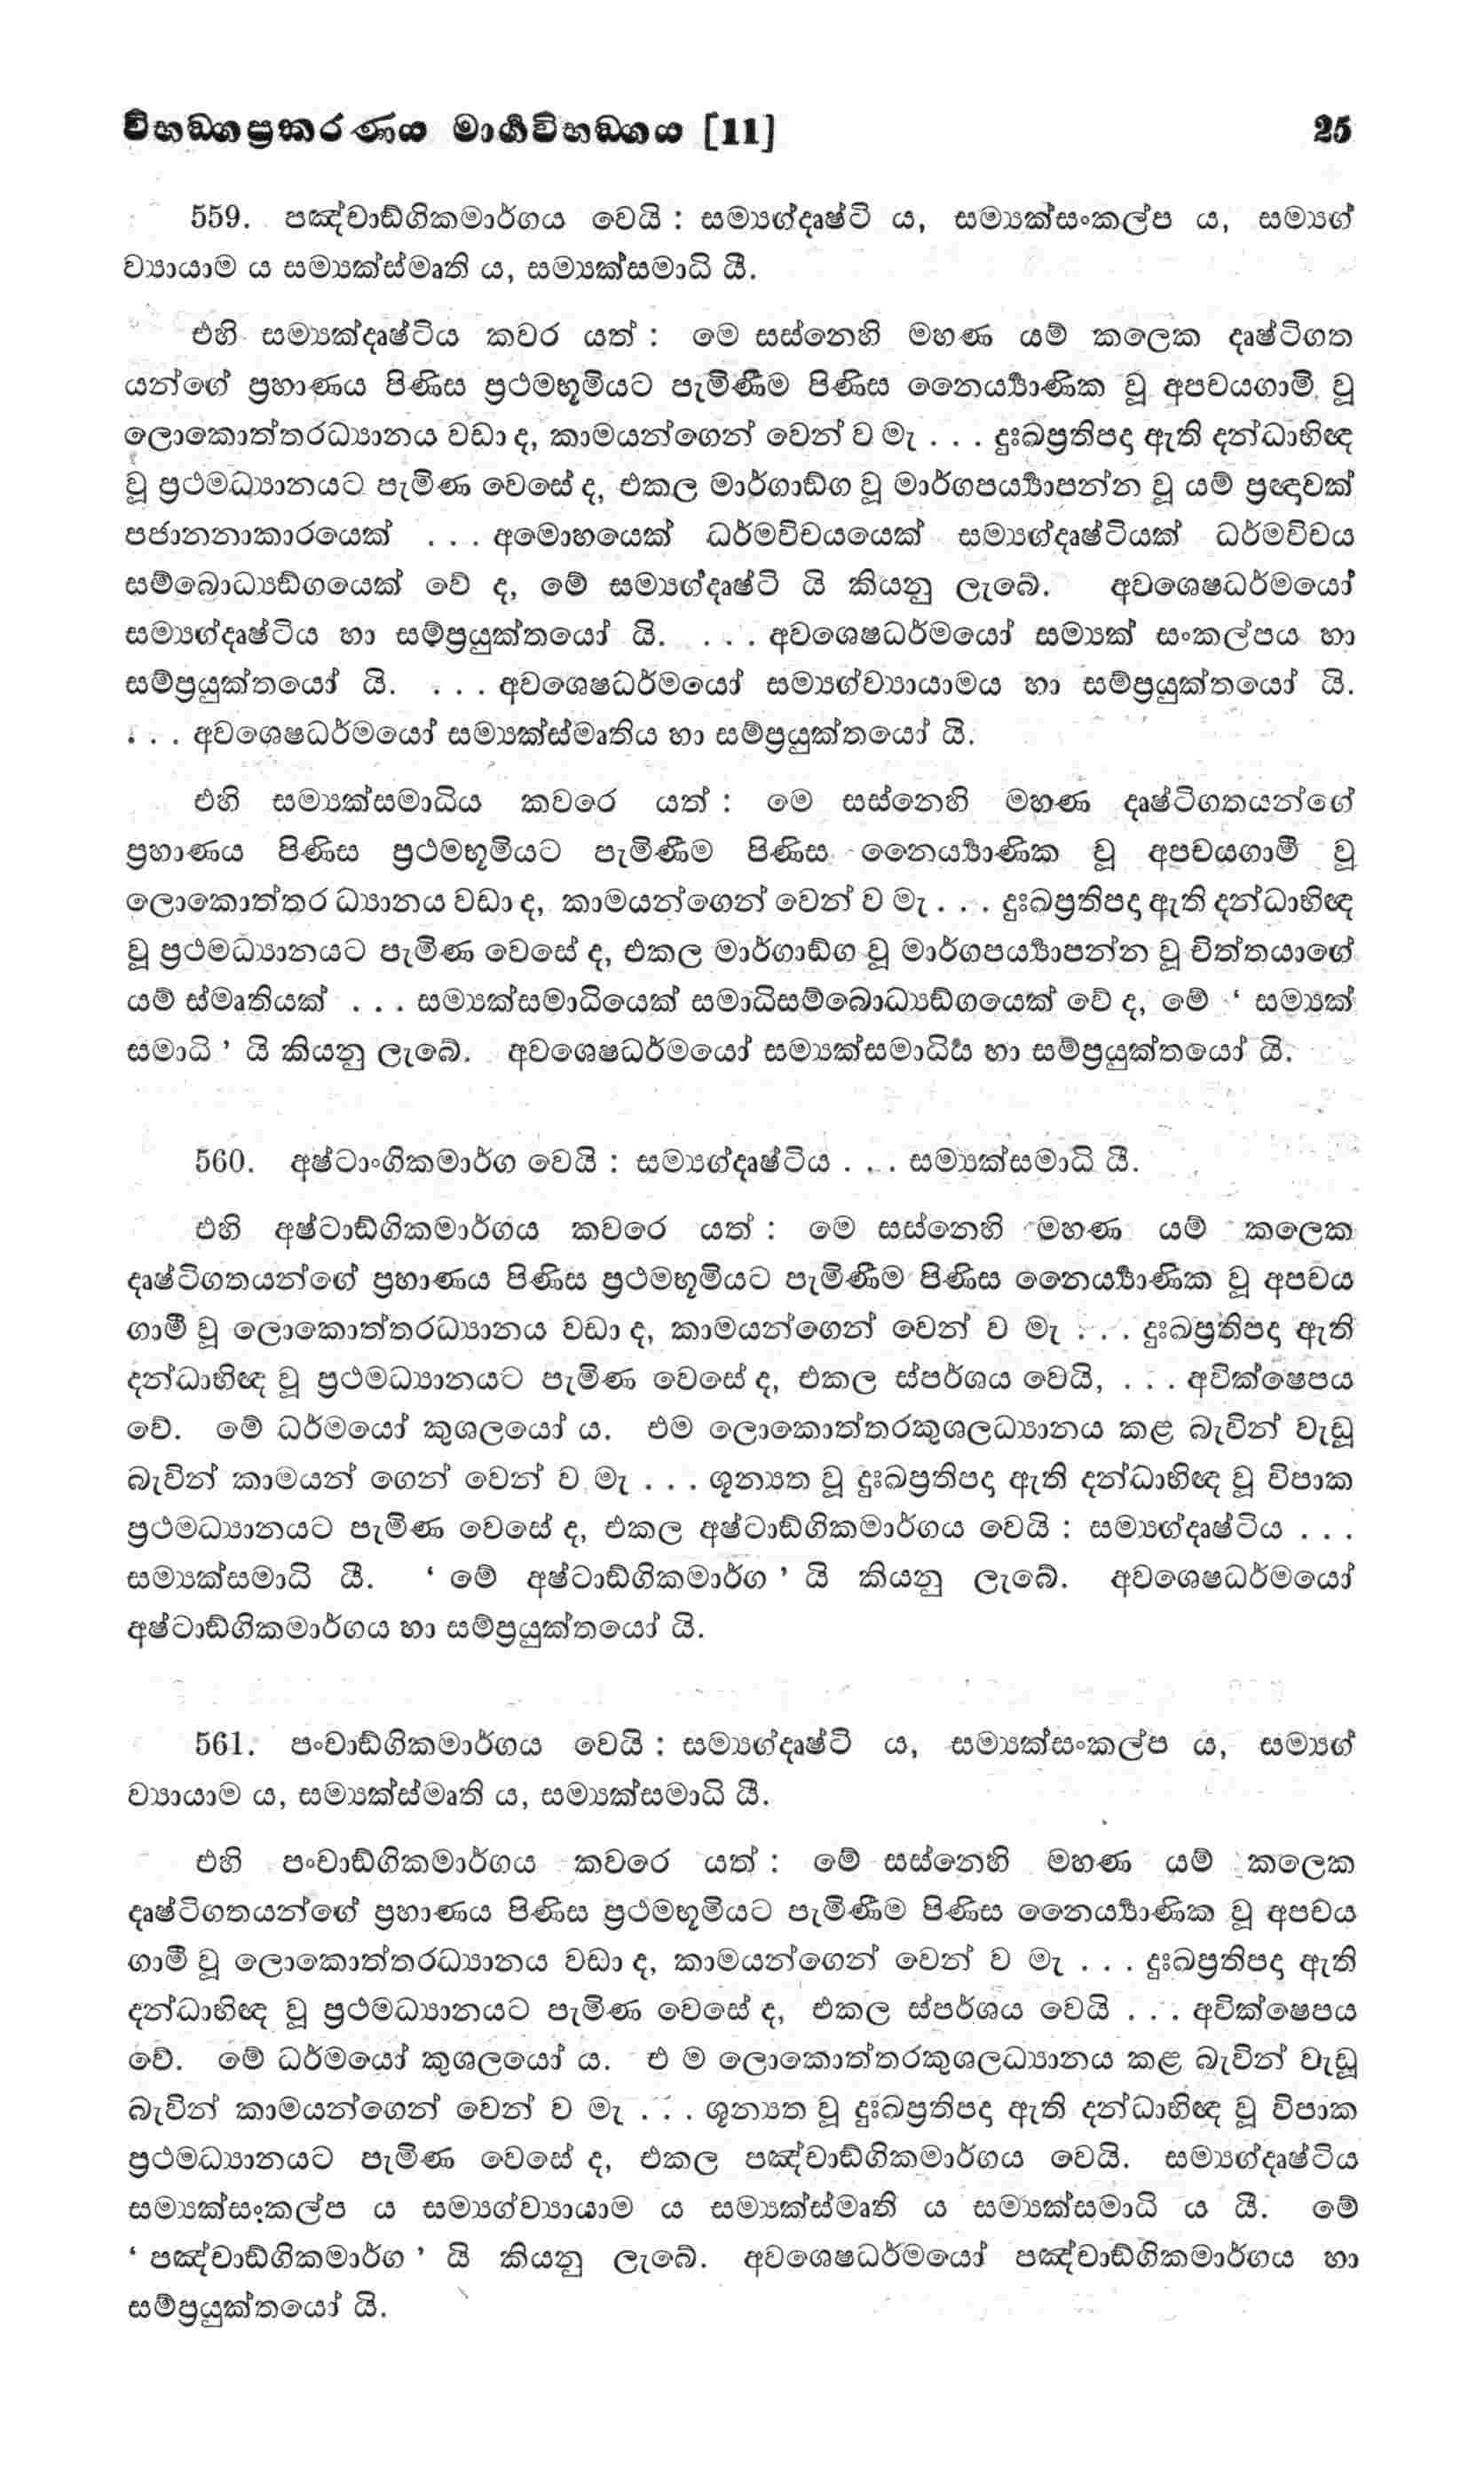 විභඞ්ගප්‍රකරණය මාර්ගවිභඞ්ගය [11] 25
559. පඤ්චාඞ්ගිකමාර්ගය වෙයි : සම්‍යග්දෘෂ්ටි ය, සම්‍යක්සංකල්ප ය, සම්‍යග්
ව්‍යායාම ය සම්‍යක්ස්මෘති ය, සම්‍යක්සමාධි යී.
එහි සම්‍යක්දෘෂ්ටිය කවර යත් : මෙ සස්නෙහි මහණ යම් කලෙක දෘෂ්ටිගත
යන්ගේ ප්‍රහාණය පිණිස ප්‍රථමභූමියට පැමිණීම පිණිස නෛර්‍ය්‍යාණික වූ අපචයගාමි වූ
ලොකොත්තරධ්‍යානය වඩා ද, කාමයන්ගෙන් වෙන් ව මැ . . . දුඃඛප්‍රතිපදා ඇති දන්ධාභිඥ
වූ ප්‍රථමධ්‍යානයට පැමිණ වෙසේ ද, එකල මාර්ගාඞ්ග වූ මාර්ගපර්‍ය්‍යාපන්න වූ යම් ප්‍රඥාවක්
පජානනාකාරයෙක් . . . අමොහයෙක් ධර්මවිචයයෙක් සම්‍යග්දෘෂ්ටියක් ධර්මවිචය
සම්බොධ්‍යඞ්ගයෙක් වේ ද, මේ සම්‍යග්දෘෂ්ටි යි කියනු ලැබේ. අවශෙෂධර්මයෝ
සම්‍යග්දෘෂ්ටිය හා සම්ප්‍රයුක්තයෝ යි. . . . අවශෙෂධර්මයෝ සම්‍යක් සංකල්පය හා
සම්ප්‍රයුක්තයෝ යි. . . . අවශෙෂධර්මයෝ සම්‍යග්ව්‍යායාමය හා සම්ප්‍රයුක්තයෝ යි.
. . . අවශෙෂධර්මයෝ සම්‍යක්ස්මෘතිය හා සම්ප්‍රයුක්තයෝ යි.
එහි සම්‍යක්සමාධිය කවරෙ යත් : මෙ සස්නෙහි මහණ දෘෂ්ටිගතයන්ගේ
ප්‍රහාණය පිණිස ප්‍රථමභූමියට පැමිණීම පිණිස නෛර්‍ය්‍යාණික වූ අපචයගාමී වූ
ලොකොත්තර ධ්‍යානය වඩා ද, කාමයන්ගෙන් වෙන් ව මැ . . . දුඃඛප්‍රතිපදා ඇති දන්ධාභිඥ
වූ ප්‍රථමධ්‍යානයට පැමිණ වෙසේ ද, එකල මාර්ගාඞ්ග වූ මාර්ගපර්‍ය්‍යාපන්න වූ චිත්තයාගේ
යම් ස්මෘතියක් . . . සම්‍යක්සමාධියෙක් සමාධිසම්බොධ්‍යඞ්ගයෙක් වේ ද, මේ ‘ සම්‍යක්
සමාධි ’ යි කියනු ලැබේ. අවශෙෂධර්මයෝ සම්‍යක්සමාධිය හා සම්ප්‍රයුක්තයෝ යි.
560. අෂ්ටාංගිකමාර්ග වෙයි : සම්‍යග්දෘෂ්ටිය . . . සම්‍යක්සමාධි යී.
එහි අෂ්ටාඞ්ගිකමාර්ගය කවරෙ යත් : මෙ සස්නෙහි මහණ යම් කලෙක
දෘෂ්ටිගතයන්ගේ ප්‍රහාණය පිණිස ප්‍රථමභූමියට පැමිණීම පිණිස නෛර්‍ය්‍යාණික වූ අපචය
ගාමී වූ ලොකොත්තරධ්‍යානය වඩා ද, කාමයන්ගෙන් වෙන් ව මැ . . . දුඃඛප්‍රතිපදා ඇති
දන්ධාභිඥ වූ ප්‍රථමධ්‍යානයට පැමිණ වෙසේ ද, එකල ස්පර්ශය වෙයි, . . . අවික්ෂෙපය
වේ. මේ ධර්මයෝ කුශලයෝ ය. එම ලොකොත්තරකුශලධ්‍යානය කළ බැවින් වැඩූ
බැවින් කාමයන් ගෙන් වෙන් ව මැ . . . ශූන්‍යත වූ දුඃඛප්‍රතිපදා ඇති දන්ධාභිඥ වූ විපාක
ප්‍රථමධ්‍යානයට පැමිණ වෙසේ ද, එකල අෂ්ටාඞ්ගිකමාර්ගය වෙයි : සම්‍යග්දෘෂ්ටිය . . .
සම්‍යක්සමාධි යී. ‘ මේ අෂ්ටාඞ්ගිකමාර්ග ’ යි කියනු ලැබේ. අවශෙෂධර්මයෝ
අෂ්ටාඞ්ගිකමාර්ගය හා සම්ප්‍රයුක්තයෝ යි.
561. පංචාඞ්ගිකමාර්ගය වෙයි : සම්‍යග්දෘෂ්ටි ය, සම්‍යක්සංකල්ප ය, සම්‍යග්
ව්‍යායාම ය, සම්‍යක්ස්මෘති ය, සම්‍යක්සමාධි යී.
එහි පංචාඞ්ගිකමාර්ගය කවරෙ යත් : මේ සස්නෙහි මහණ යම් කලෙක
දෘෂ්ටිගතයන්ගේ ප්‍රහාණය පිණිස ප්‍රථමභූමියට පැමිණීම පිණිස නෛර්‍ය්‍යාණික වූ අපචය
ගාමී වූ ලොකොත්තරධ්‍යානය වඩා ද, කාමයන්ගෙන් වෙන් ව මැ . . . දුඃඛප්‍රතිපදා ඇති
දන්ධාභිඥ වූ ප්‍රථමධ්‍යානයට පැමිණ වෙසේ ද, එකල ස්පර්ශය වෙයි . . . අවික්ෂෙපය
වේ. මේ ධර්මයෝ කුශලයෝ ය. එ ම ලොකොත්තරකුශලධ්‍යානය කළ බැවින් වැඩූ
බැවින් කාමයන්ගෙන් වෙන් ව මැ . . . ශූන්‍යත වූ දුඃඛප්‍රතිපදා ඇති දන්ධාභිඥ වූ විපාක
ප්‍රථමධ්‍යානයට පැමිණ වෙසේ ද, එකල පඤ්චාඞ්ගිකමාර්ගය වෙයි. සම්‍යග්දෘෂ්ටිය
සම්‍යක්සංකල්ප ය සම්‍යග්ව්‍යායාම ය සම්‍යක්ස්මෘති ය සම්‍යක්සමාධි ය යී. මේ
‘ පඤ්චාඞ්ගිකමාර්ග ’ යි කියනු ලැබේ. අවශෙෂධර්මයෝ පඤ්චාඞ්ගිකමාර්ගය හා
සම්ප්‍රයුක්තයෝ යි.